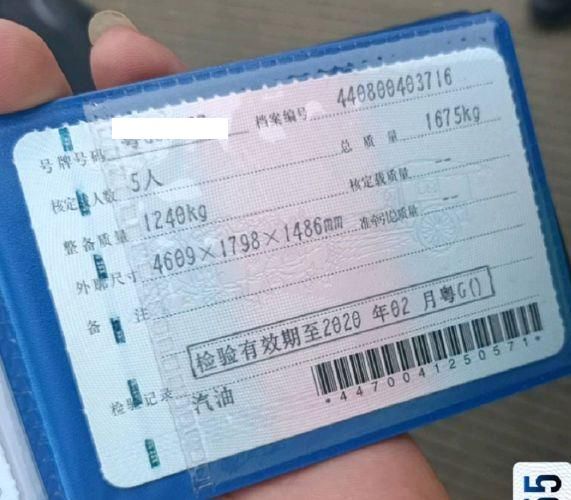 号牌号码 档案编号 440800403716
核定载人数 5人 总质量 1675kg
整备质量 1240kg 核定载质量 --
外廓尺寸 4609×1798×1486mm 准牵引总质量 --
备注
检验有效期至2020年02月粤G()
检验记录 汽油
*4470041250571*